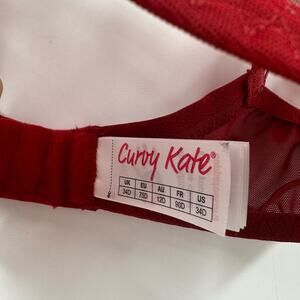 Curvy Kate®
UK EU AU FR US
34D 75D 12D 90D 34D